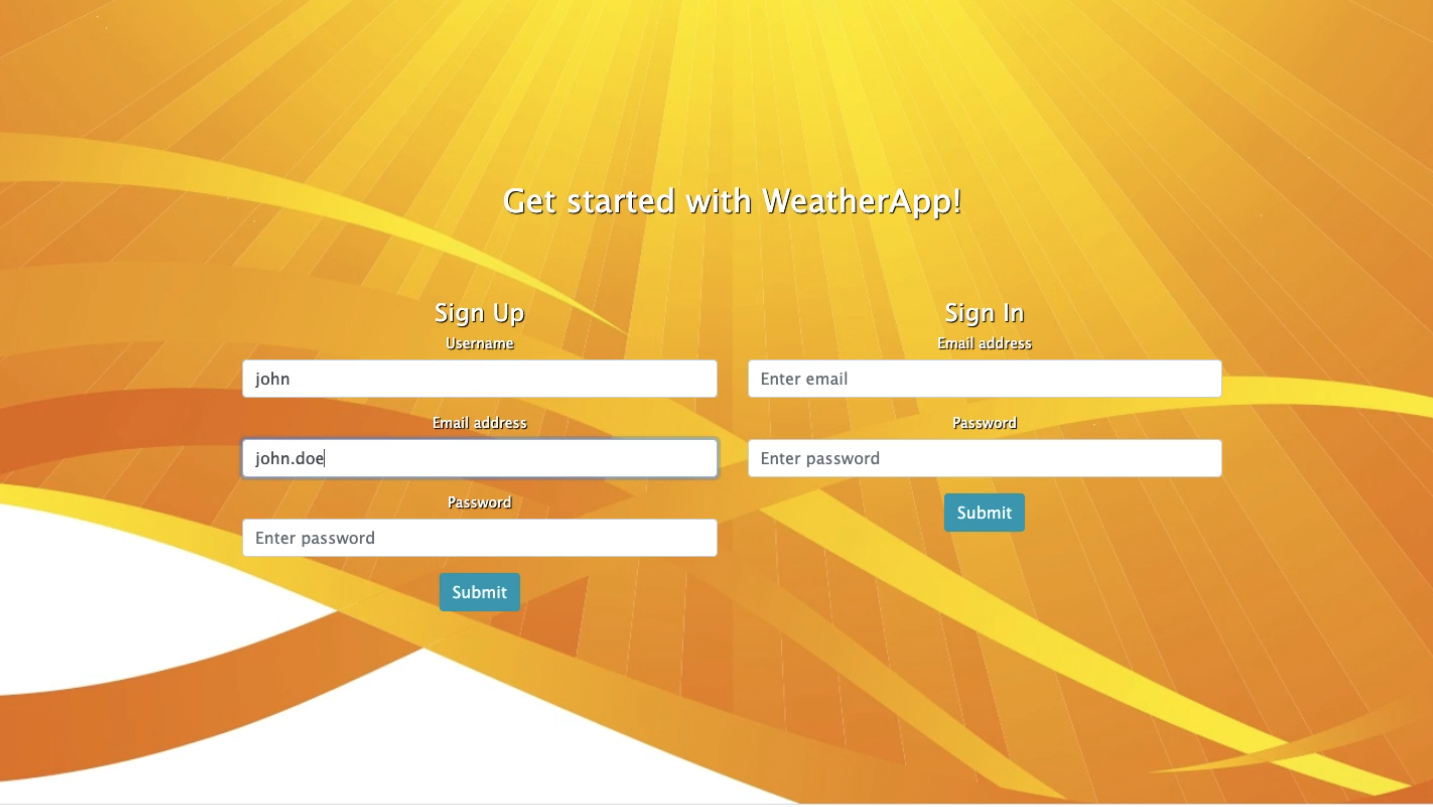 Get started with WeatherApp!
Sign Up
Username
john
Email address
john.doe
Password
Enter password
Submit
Sign In
Email address
Enter email
Password
Enter password
Submit